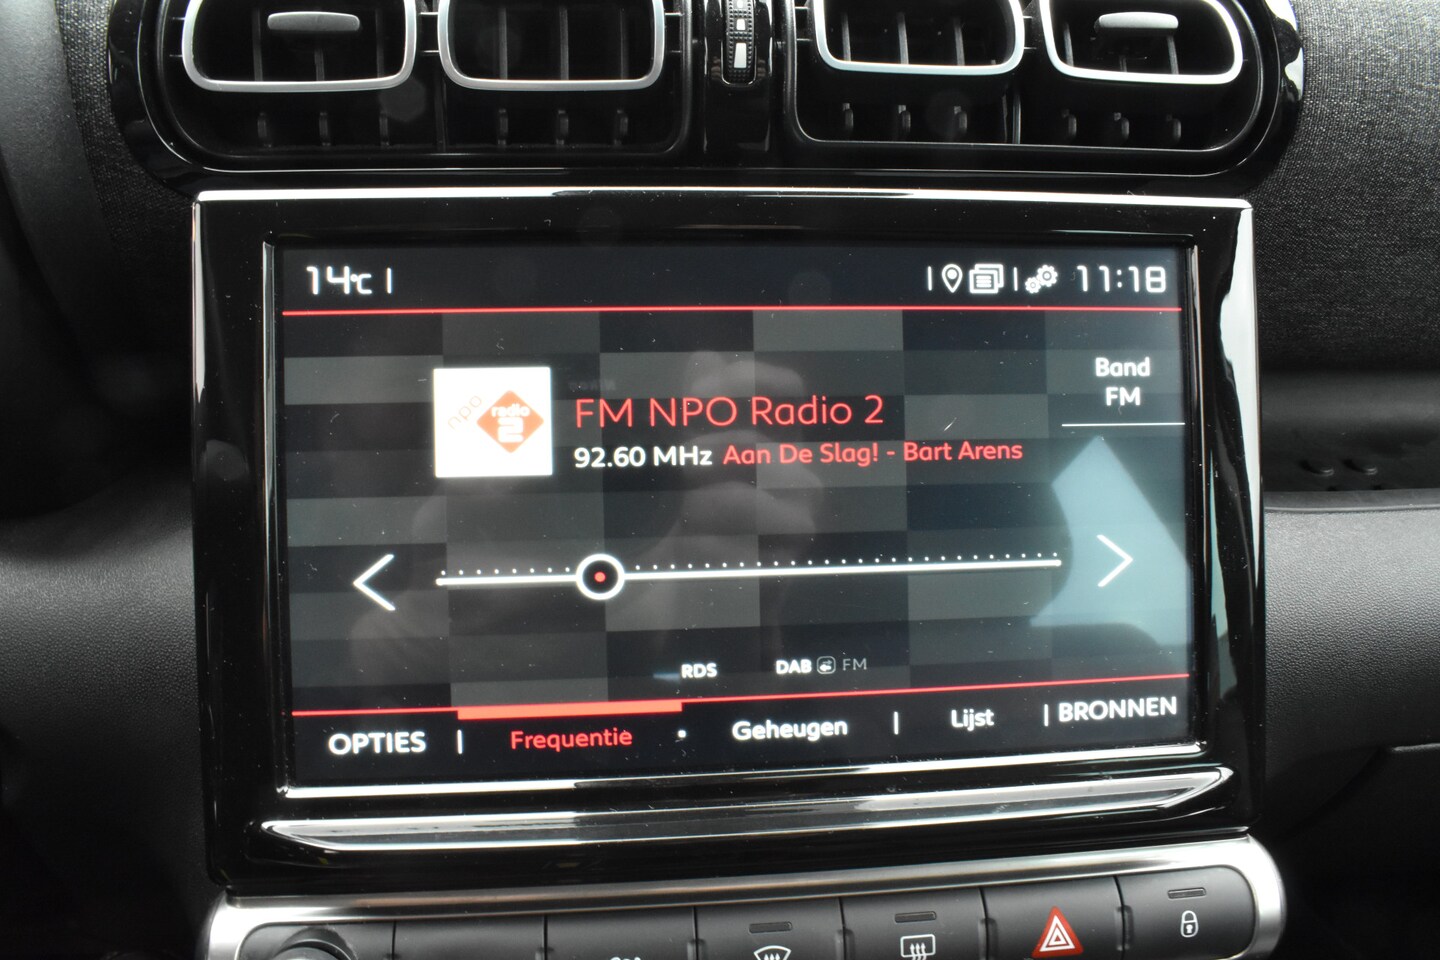 14°C
11:18
Band
FM
npo
radio
2
FM NPO Radio 2
92.60 MHz Aan De Slag! - Bart Arens
RDS
DAB FM
OPTIES Frequentie Geheugen Lijst BRONNEN